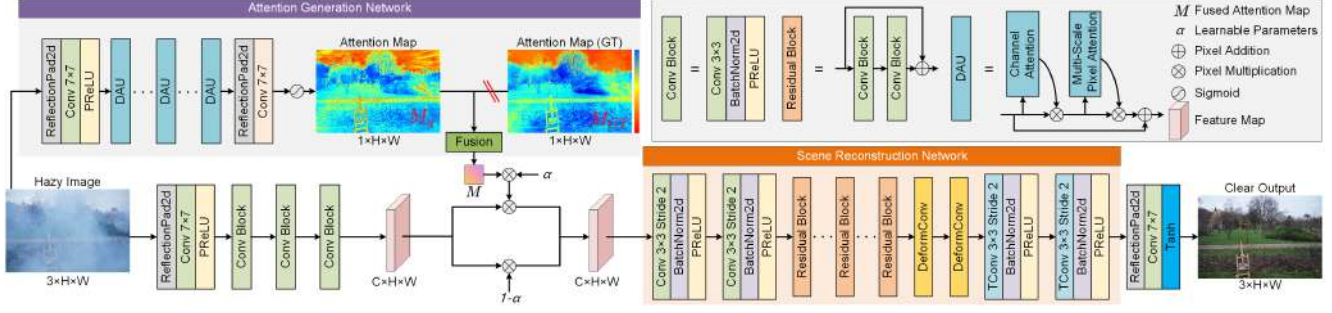 Attention Generation Network
ReflectionPad2d
Conv 7×7
PReLU
DAU
DAU
DAU
ReflectionPad2d
Conv 7×7
Attention Map
1×H×W
Attention Map (GT)
1×H×W
Fusion
M
α
1-α
Hazy Image
3×H×W
ReflectionPad2d
Conv 7×7
PReLU
Conv Block
Conv Block
Conv Block
C×H×W
C×H×W
Conv Block
=
Conv 3×3
BatchNorm2d
PReLU
Residual Block
=
Conv Block
Conv Block
DAU
=
Channel Attention
Multi-Scale
Pixel Attention
M Fused Attention Map
α Learnable Parameters
Pixel Addition
Pixel Multiplication
Sigmoid
Feature Map
Scene Reconstruction Network
Conv 3×3 Stride 2
BatchNorm2d
PReLU
Conv 3×3 Stride 2
BatchNorm2d
PReLU
Residual Block
Residual Block
Residual Block
DeformConv
DeformConv
TConv 3×3 Stride 2
BatchNorm2d
PReLU
TConv 3×3 Stride 2
BatchNorm2d
PReLU
ReflectionPad2d
Conv 7×7
Tanh
Clear Output
3×H×W